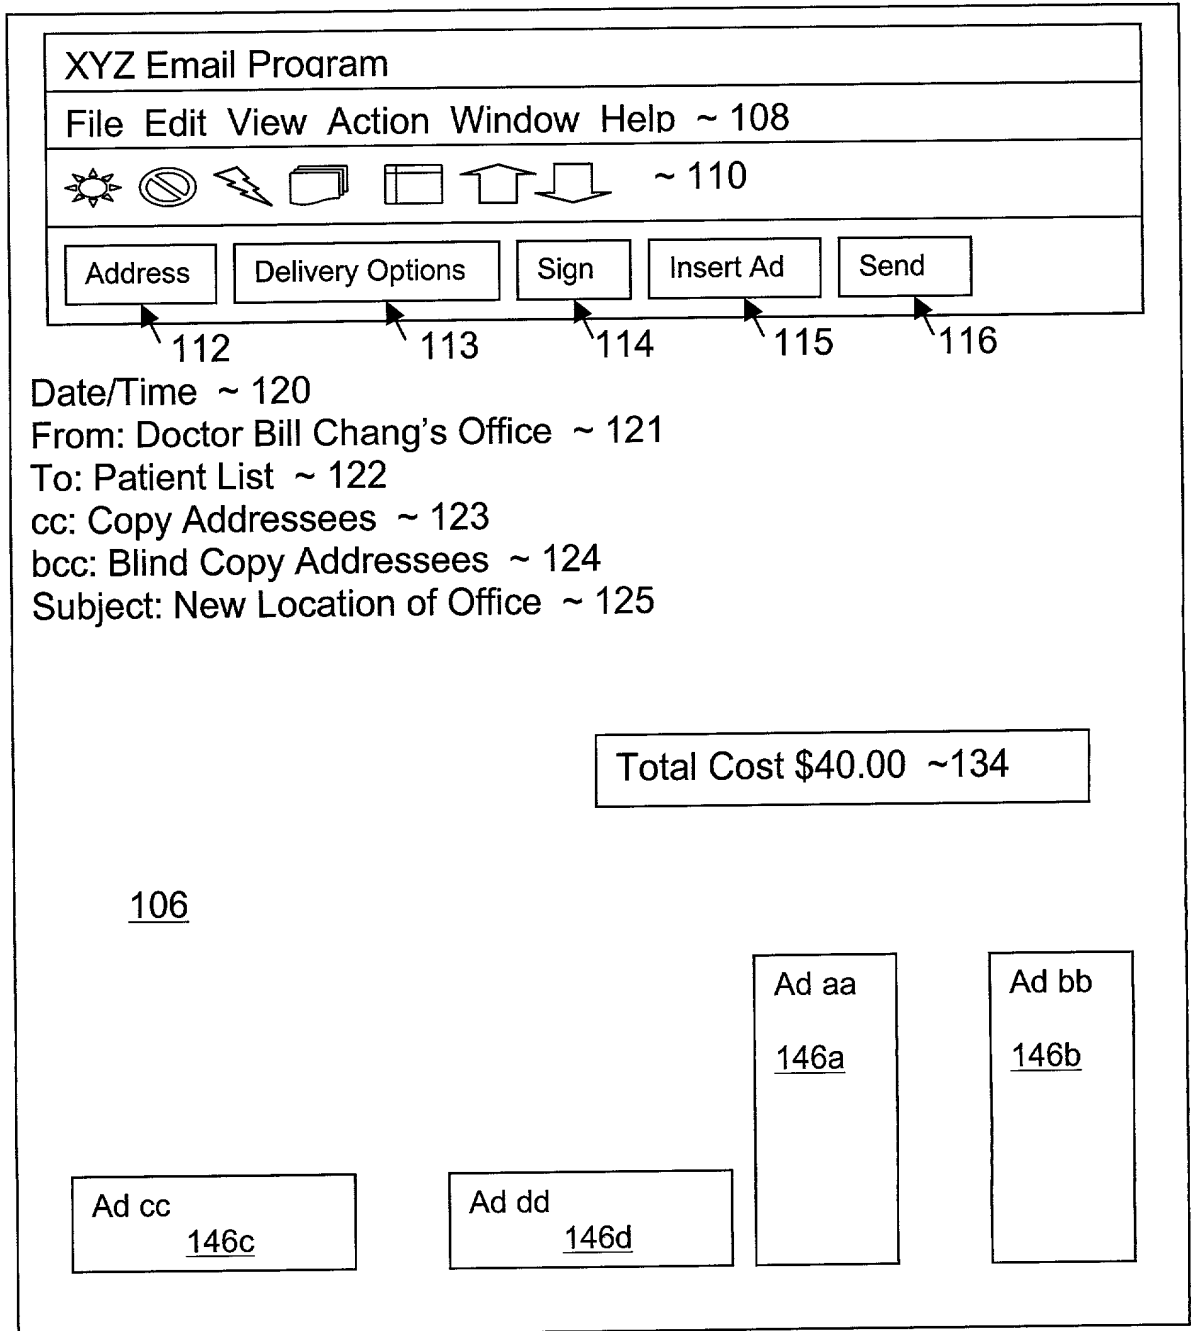 XYZ Email Program
File Edit View Action Window Help ~ 108
~ 110
Address Delivery Options Sign Insert Ad Send
112 113 114 115 116
Date/Time ~ 120
From: Doctor Bill Chang's Office ~ 121
To: Patient List ~ 122
cc: Copy Addressees ~ 123
bcc: Blind Copy Addressees ~ 124
Subject: New Location of Office ~ 125
Total Cost $40.00 ~134
106
Ad aa Ad bb
146a 146b
Ad cc Ad dd
146c 146d